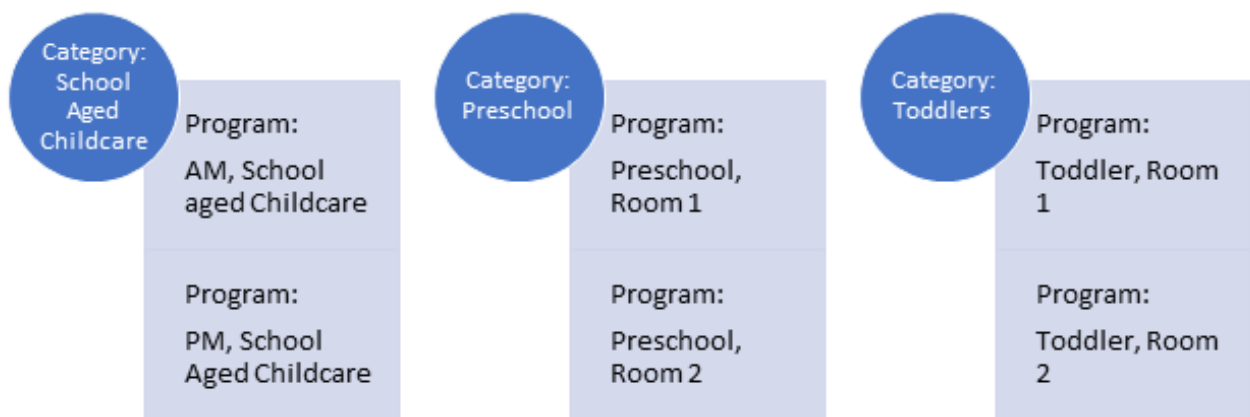 Category:
School
Aged
Childcare
Program:
AM, School
aged Childcare
Program:
PM, School
Aged Childcare
Category:
Preschool
Program:
Preschool,
Room 1
Program:
Preschool,
Room 2
Category:
Toddlers
Program:
Toddler, Room
1
Program:
Toddler, Room
2